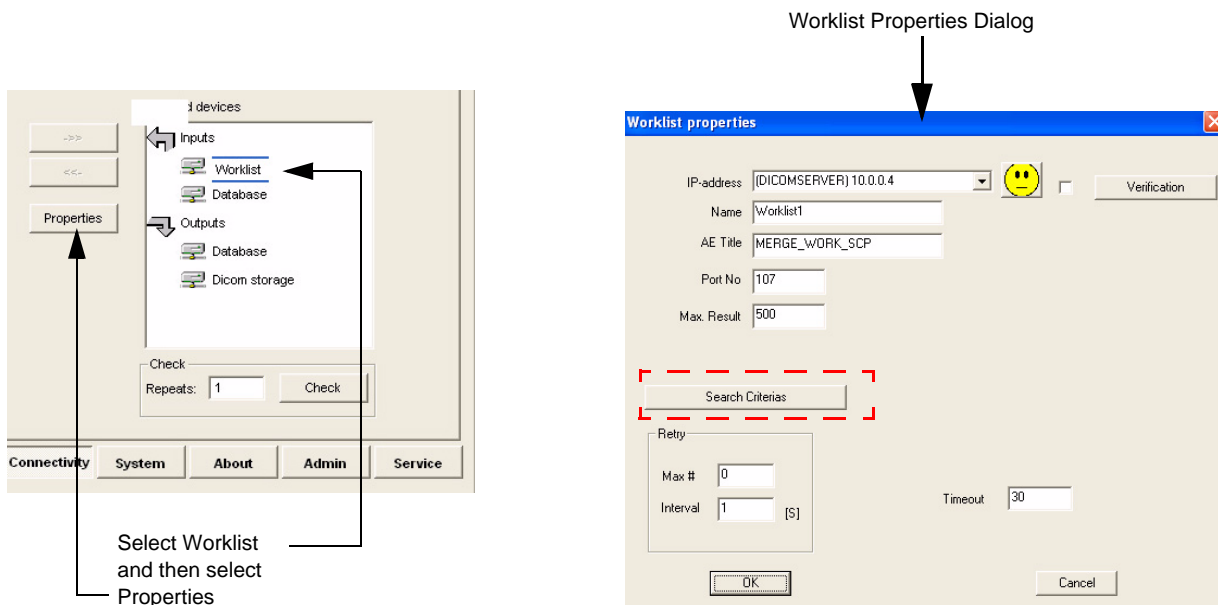 Worklist Properties Dialog
d devices
->>
<<-
Properties
Inputs
Worklist
Database
Outputs
Database
Dicom storage
Check
Repeats: 1 Check
Connectivity System About Admin Service
Select Worklist
and then select
Properties
Worklist properties
IP-address (DICOMSERVER) 10.0.0.4 Verification
Name Worklist1
AE Title MERGE_WORK_SCP
Port No 107
Max. Result 500
Search Criterias
Retry
Max # 0
Interval 1 [S]
Timeout 30
OK Cancel